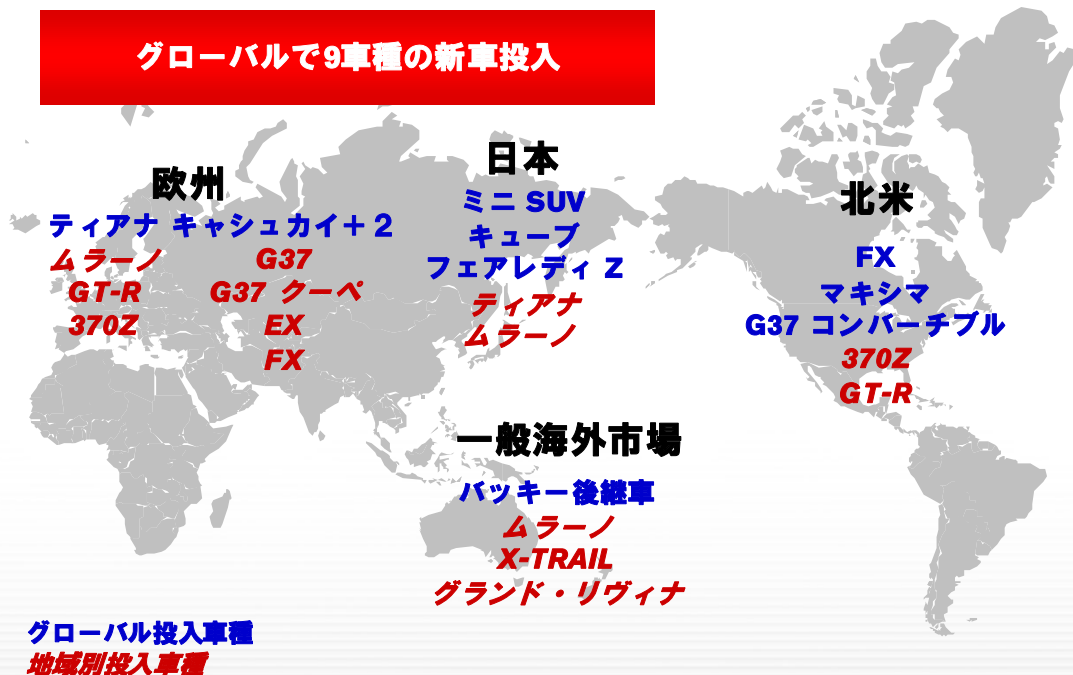 グローバルで9車種の新車投入
欧州
ティアナ キャシュカイ+2
ムラーノ G37
GT-R G37 クーペ
370Z EX
FX
日本
ミニ SUV
キューブ
フェアレディ Z
ティアナ
ムラーノ
北米
FX
マキシマ
G37 コンバーチブル
370Z
GT-R
一般海外市場
バッキー後継車
ムラーノ
X-TRAIL
グランド・リヴィナ
グローバル投入車種
地域別投入車種